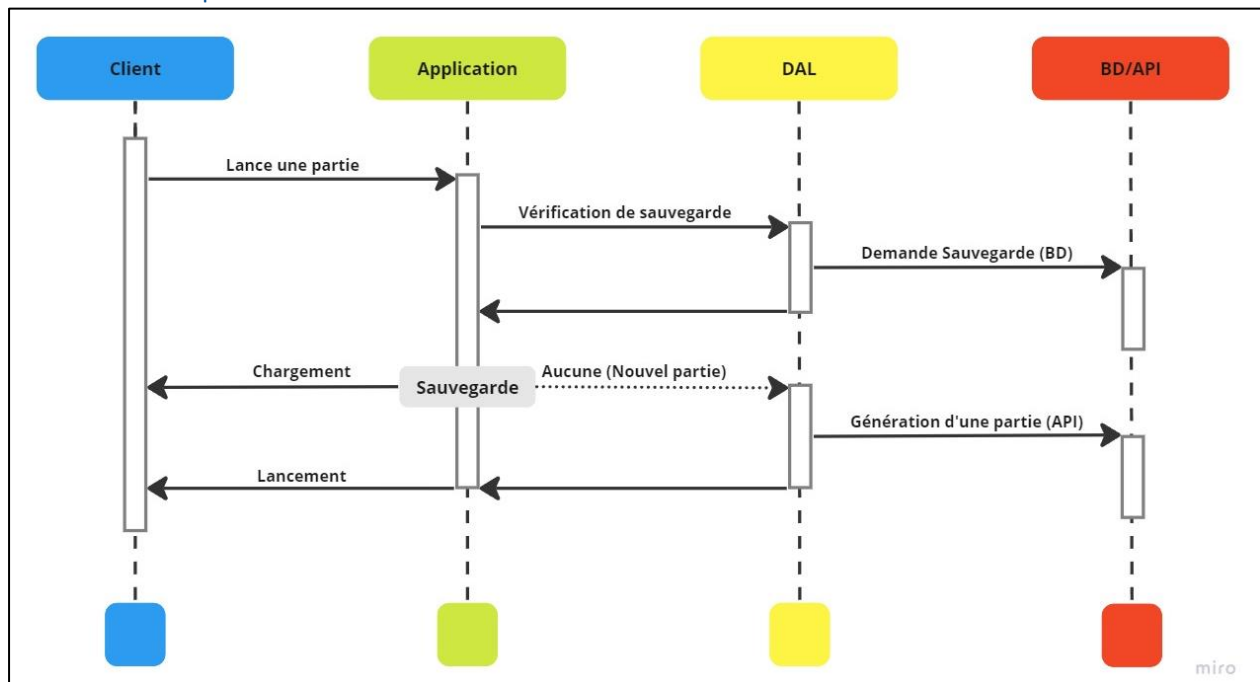 Client
Application
DAL
BD/API
Lance une partie
Vérification de sauvegarde
Demande Sauvegarde (BD)
Chargement
Sauvegarde
Aucune (Nouvel partie)
Génération d'une partie (API)
Lancement
miro